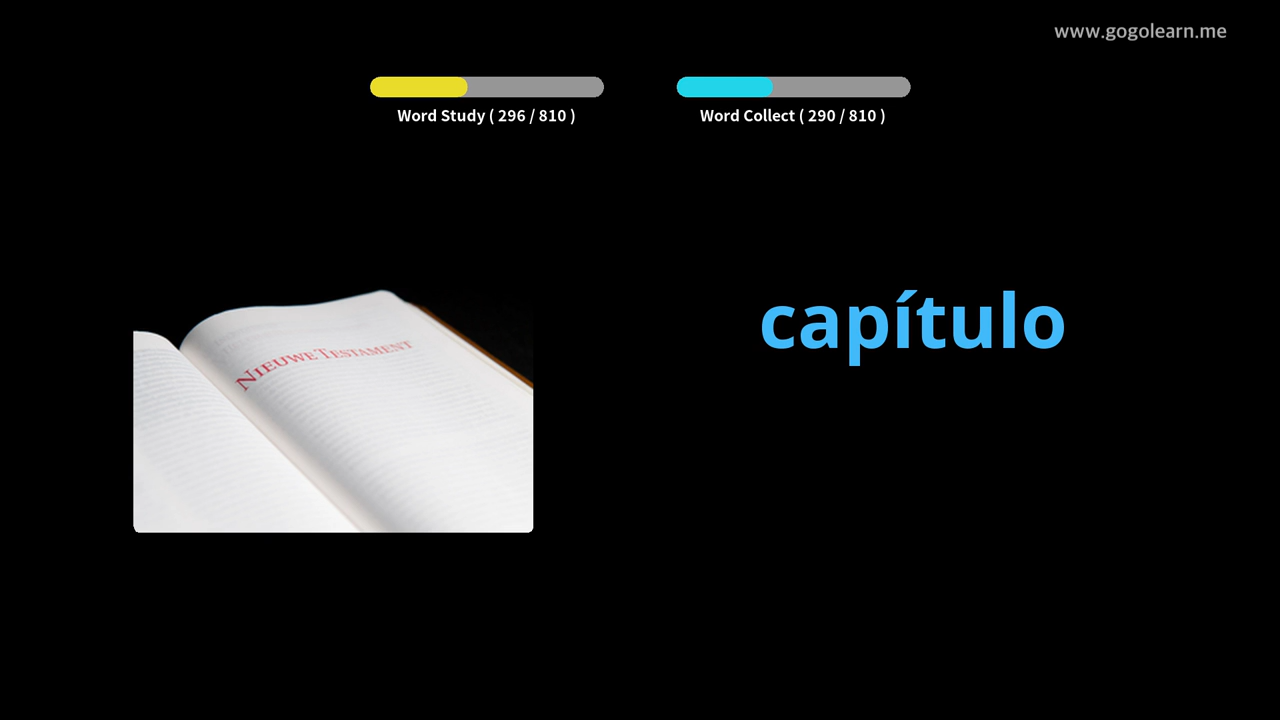 www.gogolearn.me
Word Study ( 296 / 810 )
Word Collect ( 290 / 810 )
capítulo
NIEUWE TESTAMENT